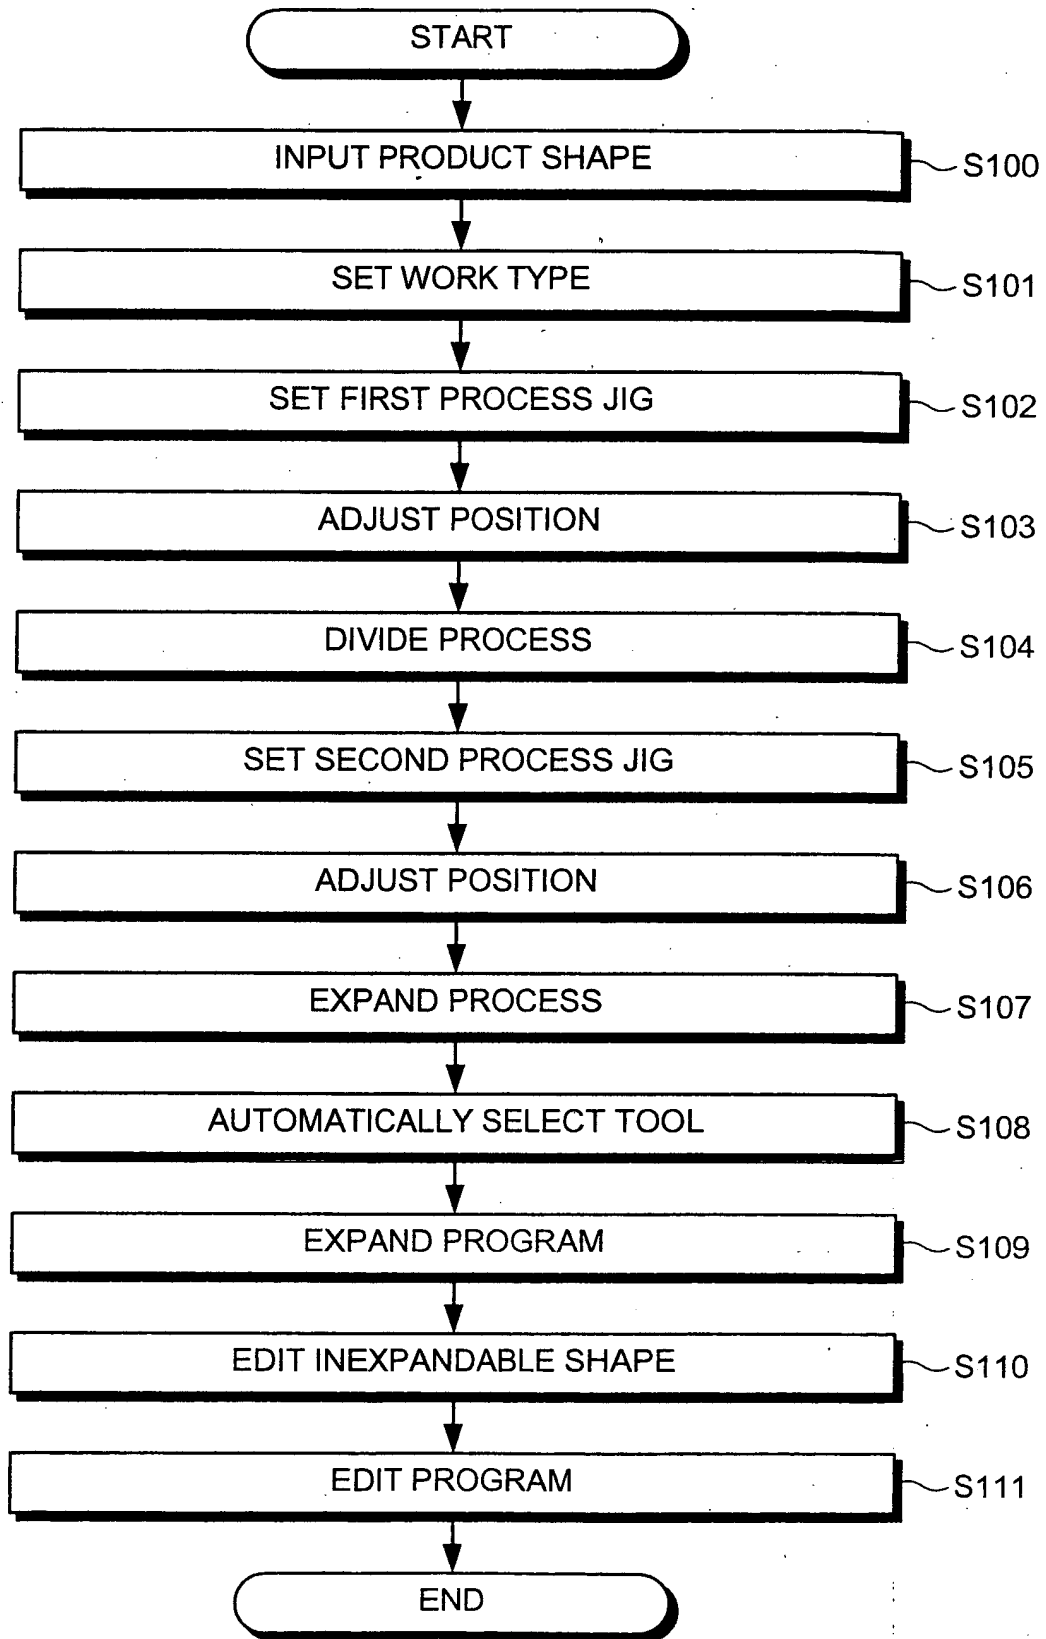 START
INPUT PRODUCT SHAPE S100
SET WORK TYPE S101
SET FIRST PROCESS JIG S102
ADJUST POSITION S103
DIVIDE PROCESS S104
SET SECOND PROCESS JIG S105
ADJUST POSITION S106
EXPAND PROCESS S107
AUTOMATICALLY SELECT TOOL S108
EXPAND PROGRAM S109
EDIT INEXPANDABLE SHAPE S110
EDIT PROGRAM S111
END